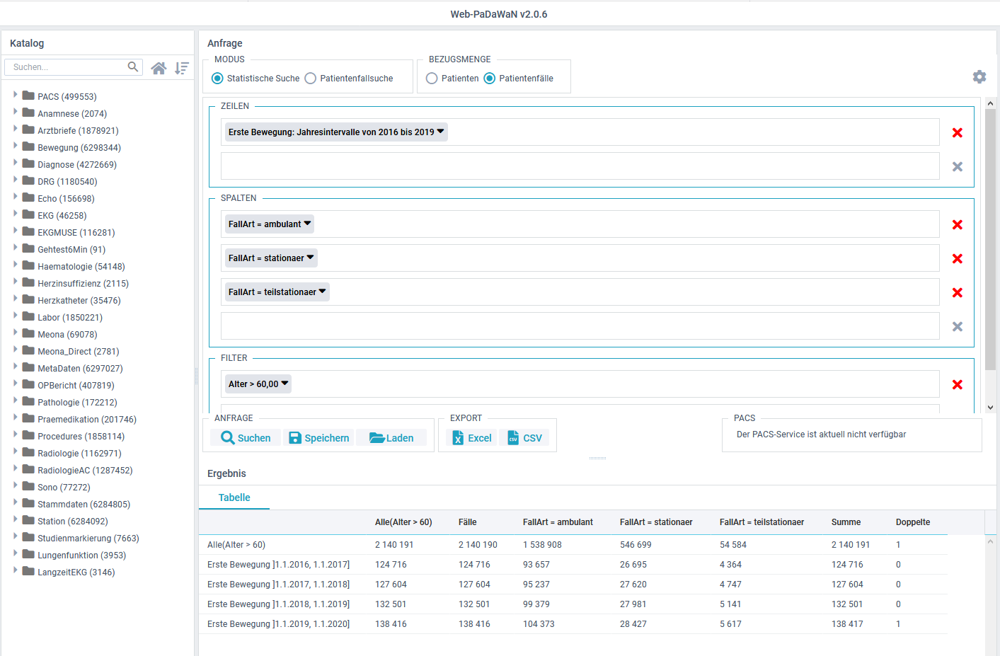 Web-PaDaWaN v2.0.6
Katalog
Suchen...
PACS (499553)
Anamnese (2074)
Arztbriefe (1878921)
Bewegung (6298344)
Diagnose (4272669)
DRG (1180540)
Echo (156698)
EKG (46258)
EKGMUSE (116281)
Gehtest6Min (91)
Haematologie (54148)
Herzinsuffizienz (2115)
Herzkatheter (35476)
Labor (1850221)
Meona (69078)
Meona_Direct (2781)
MetaDaten (6297027)
OPBericht (407819)
Pathologie (172212)
Praemedikation (201746)
Procedures (1858114)
Radiologie (1162971)
RadiologieAC (1287452)
Sono (77272)
Stammdaten (6284805)
Station (6284092)
Studienmarkierung (7663)
Lungenfunktion (3953)
LangzeitEKG (3146)
Anfrage
MODUS
Statistische Suche Patientenfallsuche
BEZUGSMENGE
Patienten Patientenfälle
ZEILEN
Erste Bewegung: Jahresintervalle von 2016 bis 2019
SPALTEN
FallArt = ambulant
FallArt = stationaer
FallArt = teilstationaer
FILTER
Alter > 60,00
ANFRAGE
Suchen Speichern Laden
EXPORT
Excel CSV
PACS
Der PACS-Service ist aktuell nicht verfügbar
Ergebnis
Tabelle
Alle(Alter > 60) Fälle FallArt = ambulant FallArt = stationaer FallArt = teilstationaer Summe Doppelte
Alle(Alter > 60) 2 140 191 2 140 190 1 538 908 546 699 54 584 2 140 191 1
Erste Bewegung ]1.1.2016, 1.1.2017] 124 716 124 716 93 657 26 695 4 364 124 716 0
Erste Bewegung ]1.1.2017, 1.1.2018] 127 604 127 604 95 237 27 620 4 747 127 604 0
Erste Bewegung ]1.1.2018, 1.1.2019] 132 501 132 501 99 379 27 981 5 141 132 501 0
Erste Bewegung ]1.1.2019, 1.1.2020] 138 416 138 416 104 373 28 427 5 617 138 417 1